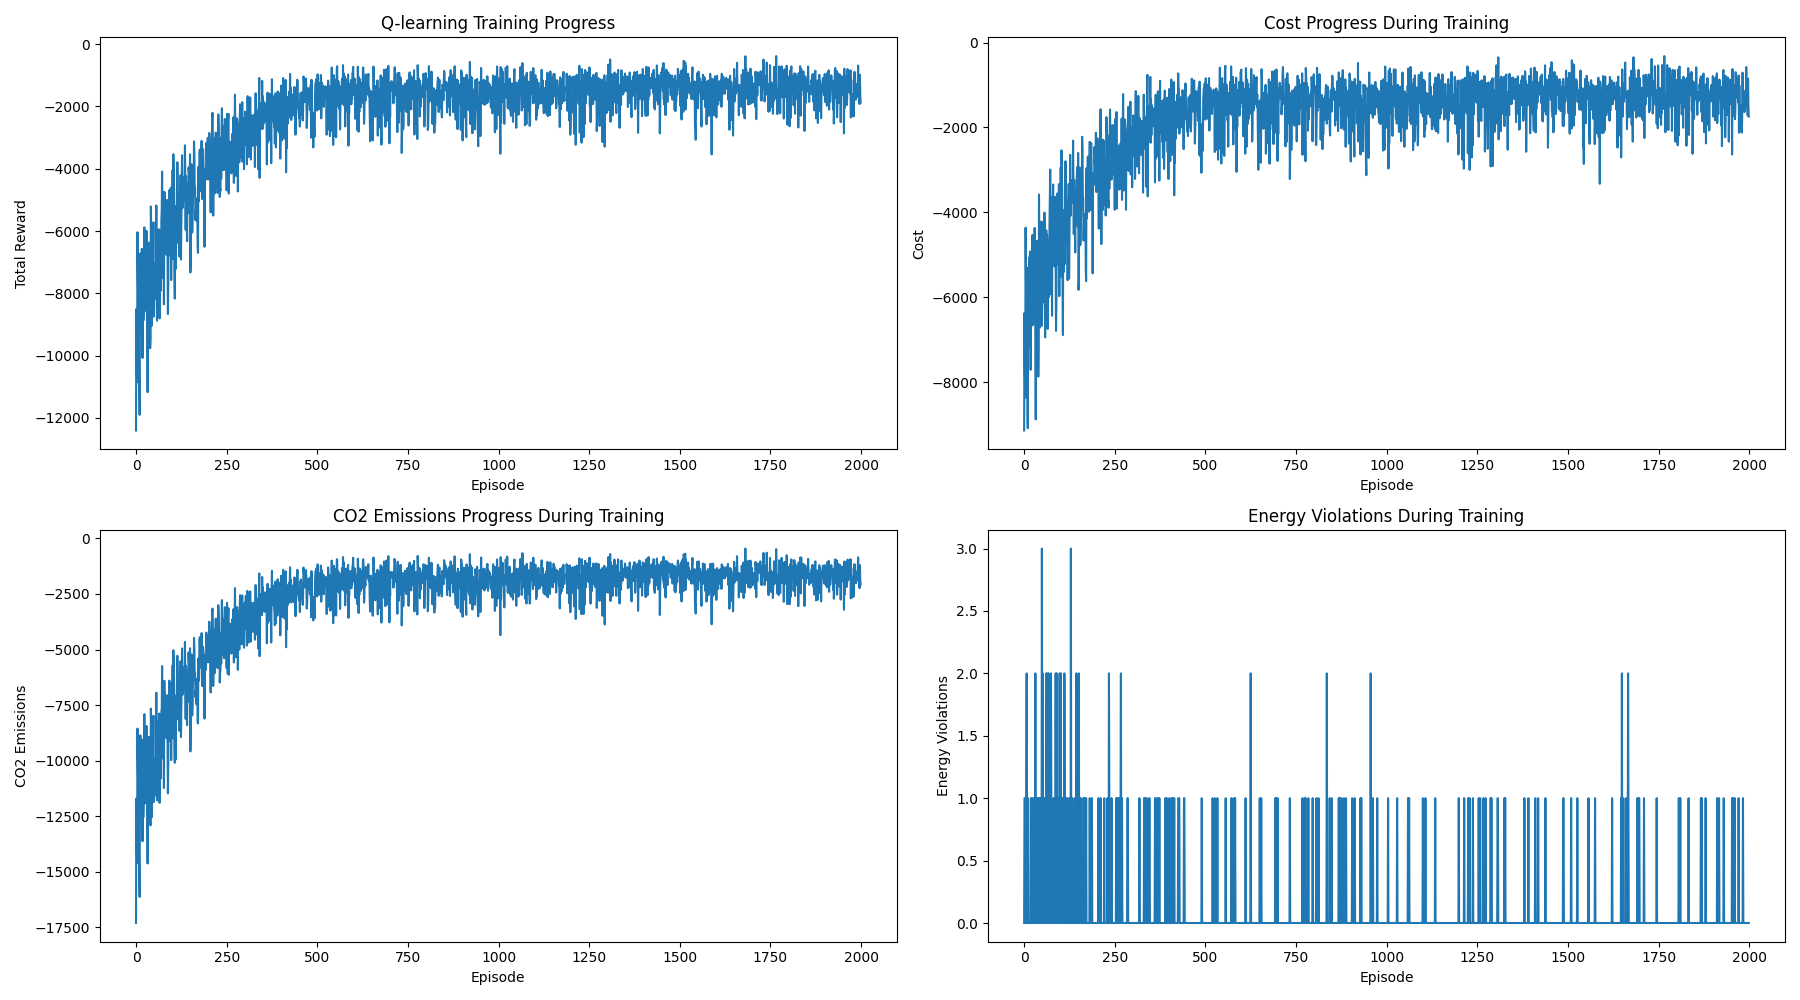 Q-learning Training Progress
Total Reward
0
−2000
−4000
−6000
−8000
−10000
−12000
0 250 500 750 1000 1250 1500 1750 2000
Episode
Cost Progress During Training
Cost
0
−2000
−4000
−6000
−8000
0 250 500 750 1000 1250 1500 1750 2000
Episode
CO2 Emissions Progress During Training
CO2 Emissions
0
−2500
−5000
−7500
−10000
−12500
−15000
−17500
0 250 500 750 1000 1250 1500 1750 2000
Episode
Energy Violations During Training
Energy Violations
3.0
2.5
2.0
1.5
1.0
0.5
0.0
0 250 500 750 1000 1250 1500 1750 2000
Episode